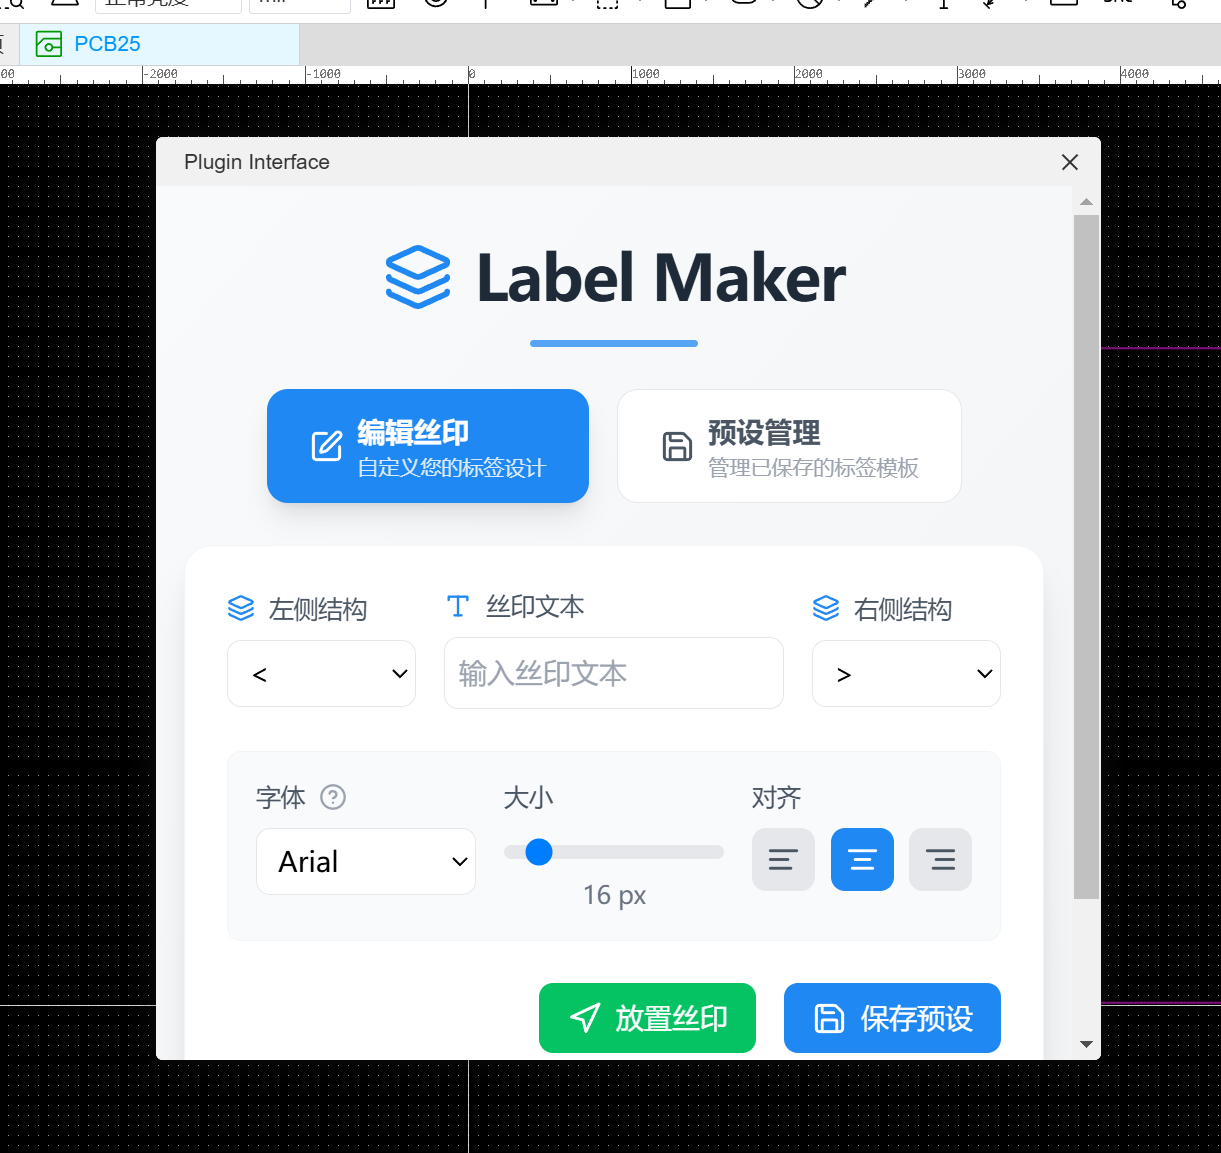 PCB25
-2000 -1000 0 1000 2000 3000 4000
Plugin Interface
Label Maker
编辑丝印
自定义您的标签设计
预设管理
管理已保存的标签模板
左侧结构 丝印文本 右侧结构
< 输入丝印文本 >
字体 大小 对齐
Arial
16 px
放置丝印 保存预设